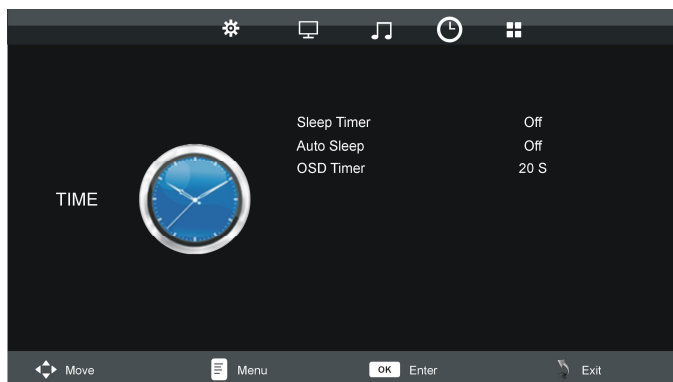 Sleep Timer Off
Auto Sleep Off
OSD Timer 20 S
TIME
Move Menu OK Enter Exit